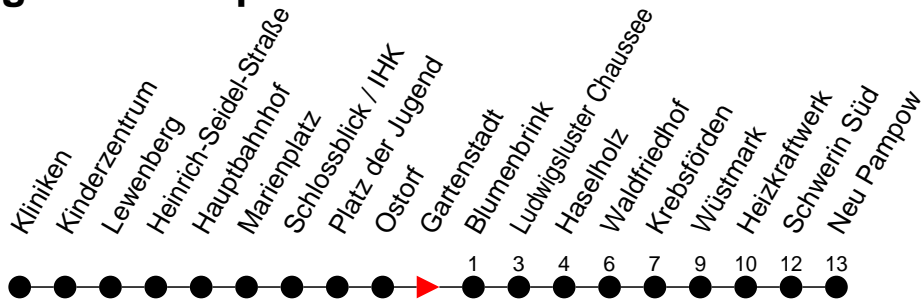 Kliniken
Kinderzentrum
Lewenberg
Heinrich-Seidel-Straße
Hauptbahnhof
Marienplatz
Schlossblick / IHK
Platz der Jugend
Ostorf
Gartenstadt
Blumenbrink
Ludwigsluster Chaussee
Haselholz
Waldfriedhof
Krebsförden
Wüstmark
Heizkraftwerk
Schwerin Süd
Neu Pampow
1 3 4 6 7 9 10 12 13